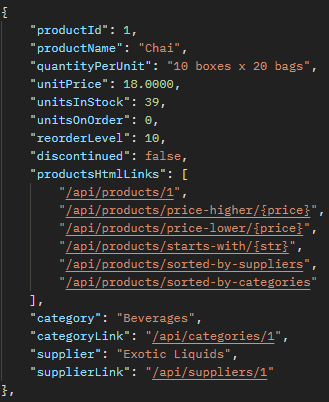 {
"productId": 1,
"productName": "Chai",
"quantityPerUnit": "10 boxes x 20 bags",
"unitPrice": 18.0000,
"unitsInStock": 39,
"unitsOnOrder": 0,
"reorderLevel": 10,
"discontinued": false,
"productsHtmlLinks": [
"/api/products/1",
"/api/products/price-higher/{price}",
"/api/products/price-lower/{price}",
"/api/products/starts-with/{str}",
"/api/products/sorted-by-suppliers",
"/api/products/sorted-by-categories"
],
"category": "Beverages",
"categoryLink": "/api/categories/1",
"supplier": "Exotic Liquids",
"supplierLink": "/api/suppliers/1"
},